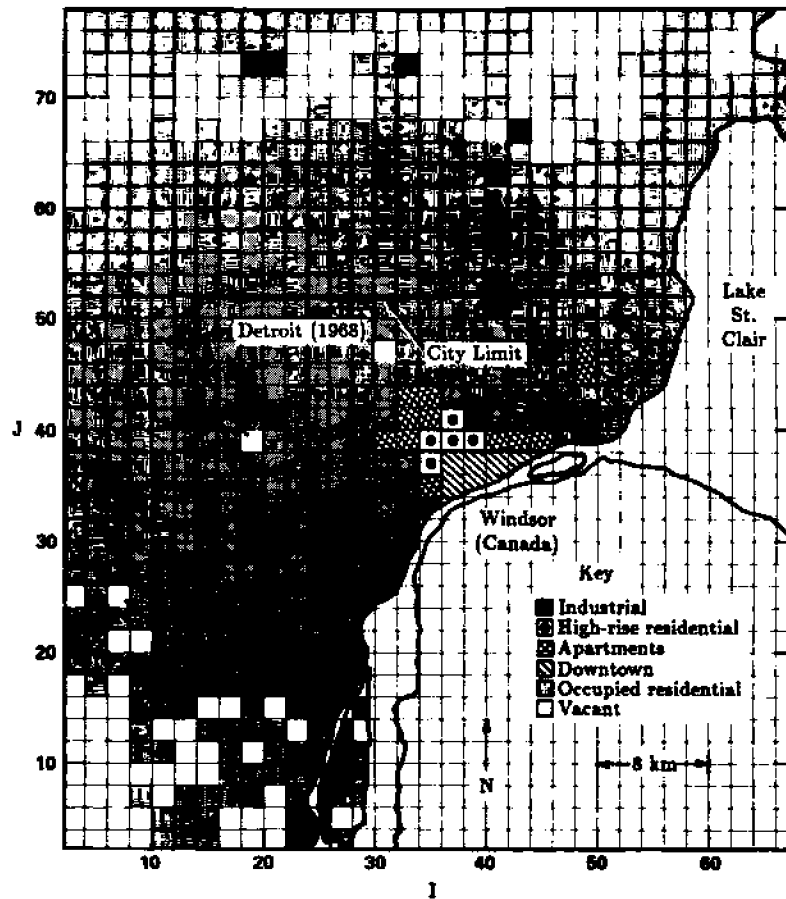 70
60
50
J
40
30
20
10
Detroit (1968)
City Limit
Lake
St.
Clair
Windsor
(Canada)
Key
Industrial
High-rise residential
Apartments
Downtown
Occupied residential
Vacant
8 km
N
10 20 30 40 50 60
I